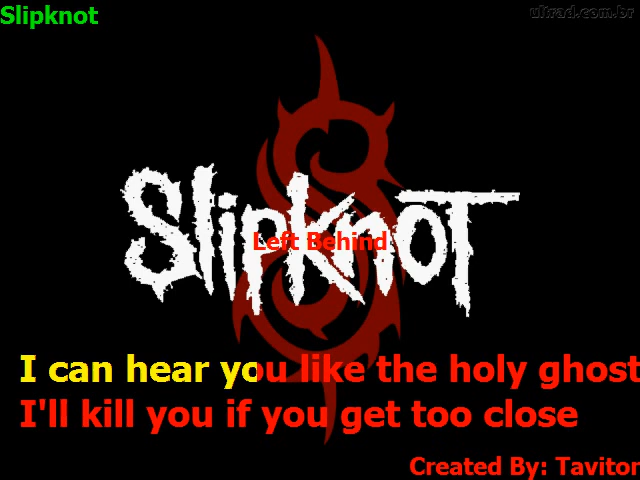 Slipknot
ultrad.com.br
Slipknot
Left Behind
I can hear you like the holy ghost
I'll kill you if you get too close
Created By: Tavitor